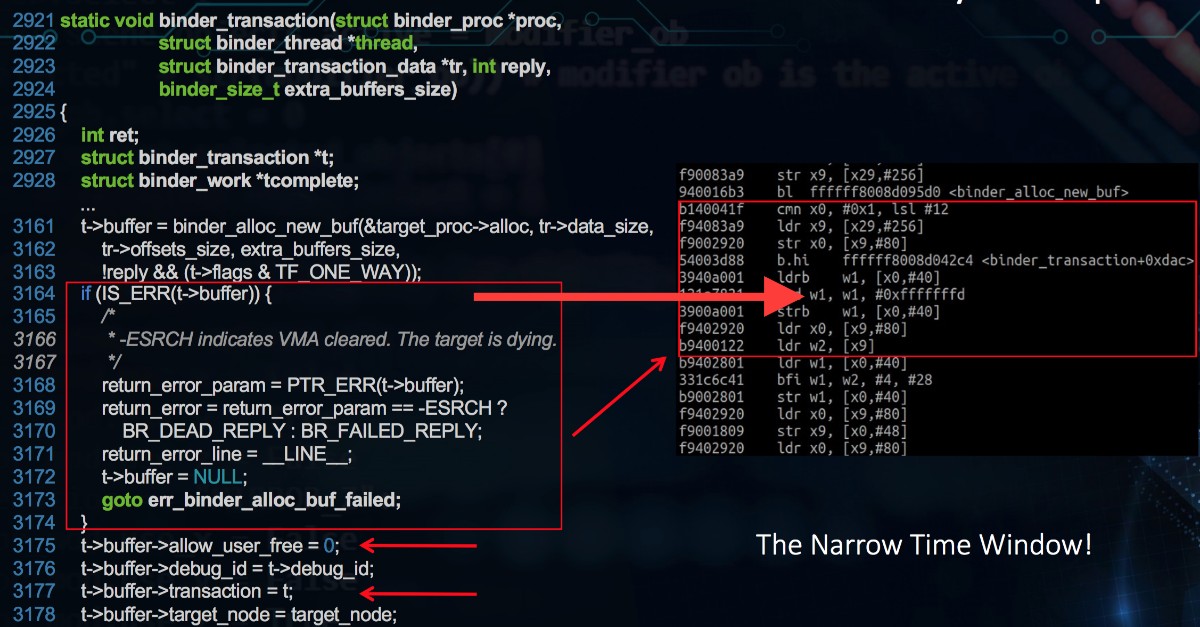 2921 static void binder_transaction(struct binder_proc *proc,
2922 struct binder_thread *thread,
2923 struct binder_transaction_data *tr, int reply,
2924 binder_size_t extra_buffers_size)
2925 {
2926 int ret;
2927 struct binder_transaction *t;
2928 struct binder_work *tcomplete;
...
3161 t->buffer = binder_alloc_new_buf(&target_proc->alloc, tr->data_size,
3162 tr->offsets_size, extra_buffers_size,
3163 !reply && (t->flags & TF_ONE_WAY));
3164 if (IS_ERR(t->buffer)) {
3165 /*
3166 * -ESRCH indicates VMA cleared. The target is dying.
3167 */
3168 return_error_param = PTR_ERR(t->buffer);
3169 return_error = return_error_param == -ESRCH ?
3170 BR_DEAD_REPLY : BR_FAILED_REPLY;
3171 return_error_line = __LINE__;
3172 t->buffer = NULL;
3173 goto err_binder_alloc_buf_failed;
3174 }
3175 t->buffer->allow_user_free = 0;
3176 t->buffer->debug_id = t->debug_id;
3177 t->buffer->transaction = t;
3178 t->buffer->target_node = target_node;
f90083a9 str x9, [x29,#256]
940016b3 bl ffffff8008d095d0 <binder_alloc_new_buf>
b140041f cmn x0, #0x1, lsl #12
f94083a9 ldr x9, [x29,#256]
f9002920 str x0, [x9,#80]
54003d88 b.hi ffffff8008d042c4 <binder_transaction+0xdac>
3940a001 ldrb w1, [x0,#40]
w1, w1, #0xfffffffd
3900a001 strb w1, [x0,#40]
f9402920 ldr x0, [x9,#80]
b9400122 ldr w2, [x9]
b9402801 ldr w1, [x0,#40]
331c6c41 bfi w1, w2, #4, #28
b9002801 str w1, [x0,#40]
f9402920 ldr x0, [x9,#80]
f9001809 str x9, [x0,#48]
f9402920 ldr x0, [x9,#80]
The Narrow Time Window!